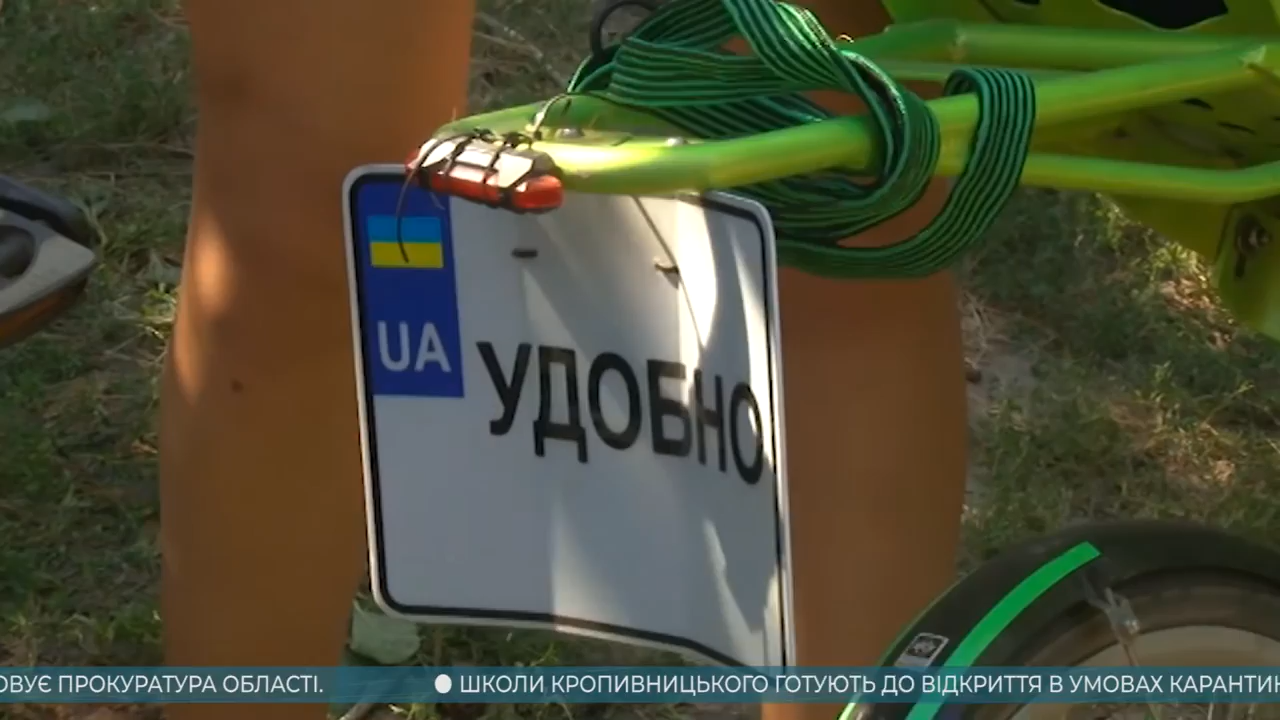 UA
УДОБНО
ОВУЄ ПРОКУРАТУРА ОБЛАСТІ. ● ШКОЛИ КРОПИВНИЦЬКОГО ГОТУЮТЬ ДО ВІДКРИТТЯ В УМОВАХ КАРАНТИН